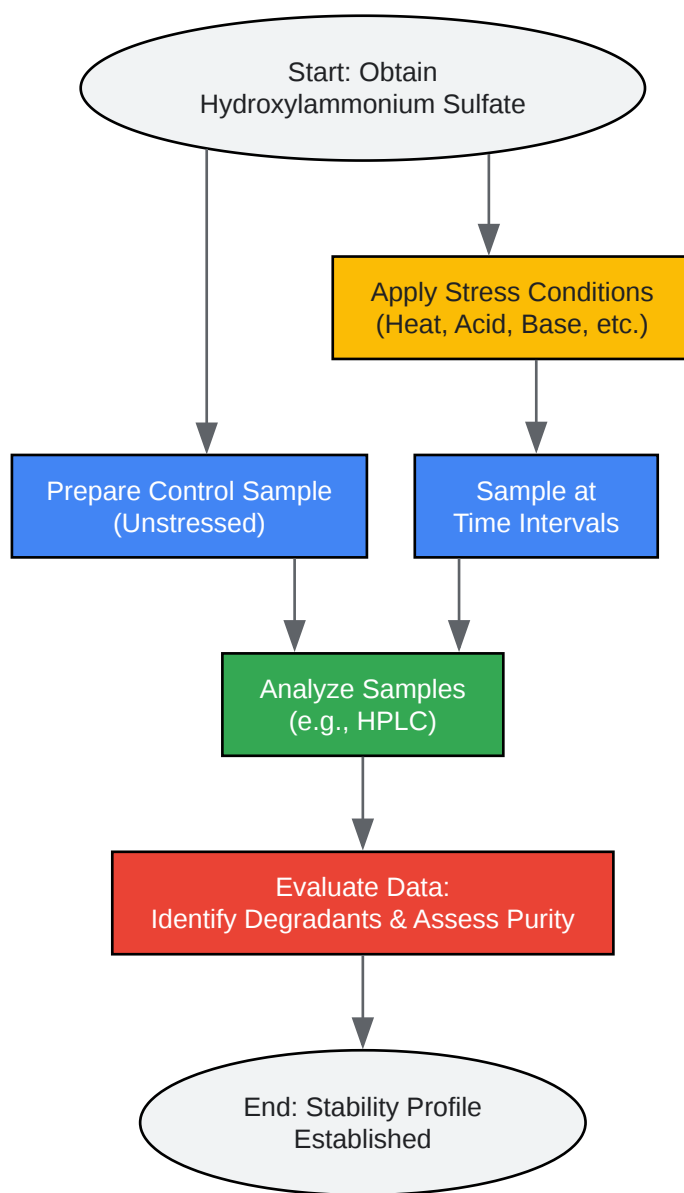 Start: Obtain
Hydroxylammonium Sulfate
Apply Stress Conditions
(Heat, Acid, Base, etc.)
Prepare Control Sample
(Unstressed)
Sample at
Time Intervals
Analyze Samples
(e.g., HPLC)
Evaluate Data:
Identify Degradants & Assess Purity
End: Stability Profile
Established